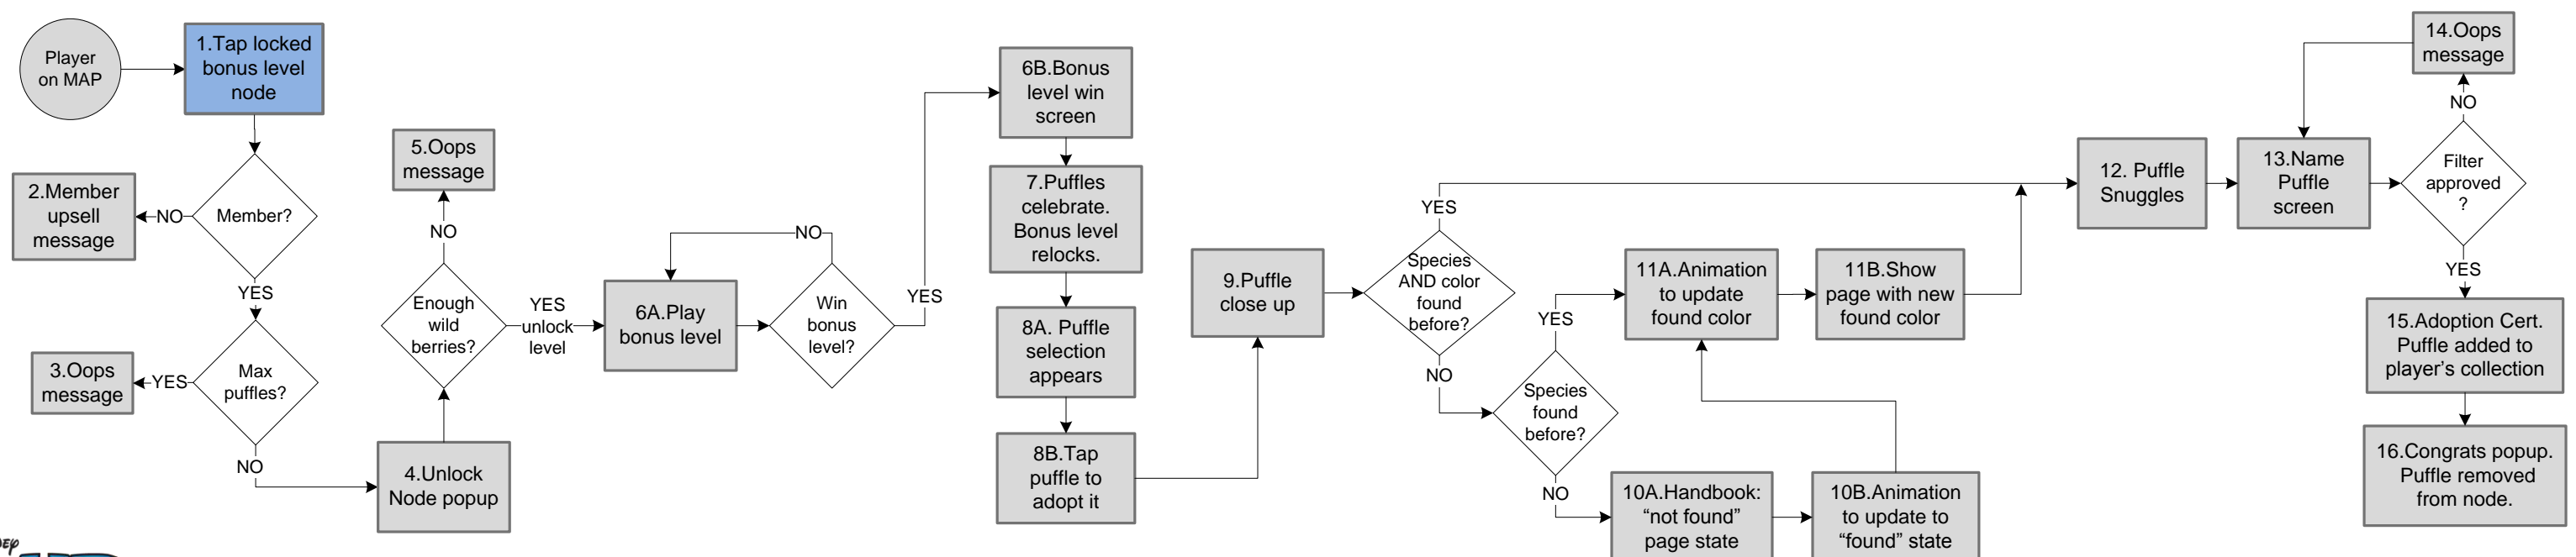 Player
on MAP
1.Tap locked
bonus level
node
Member?
NO
2.Member
upsell
message
YES
Max
puffles?
YES
3.Oops
message
NO
4.Unlock
Node popup
Enough
wild
berries?
NO
5.Oops
message
YES
unlock
level
6A.Play
bonus level
Win
bonus
level?
NO
YES
6B.Bonus
level win
screen
7.Puffles
celebrate.
Bonus level
relocks.
8A. Puffle
selection
appears
8B.Tap
puffle to
adopt it
9.Puffle
close up
Species
AND color
found
before?
YES
NO
Species
found
before?
YES
NO
10A.Handbook:
“not found”
page state
10B.Animation
to update to
“found” state
11A.Animation
to update
found color
11B.Show
page with new
found color
12. Puffle
Snuggles
13.Name
Puffle
screen
Filter
approved
?
NO
14.Oops
message
YES
15.Adoption Cert.
Puffle added to
player’s collection
16.Congrats popup.
Puffle removed
from node.